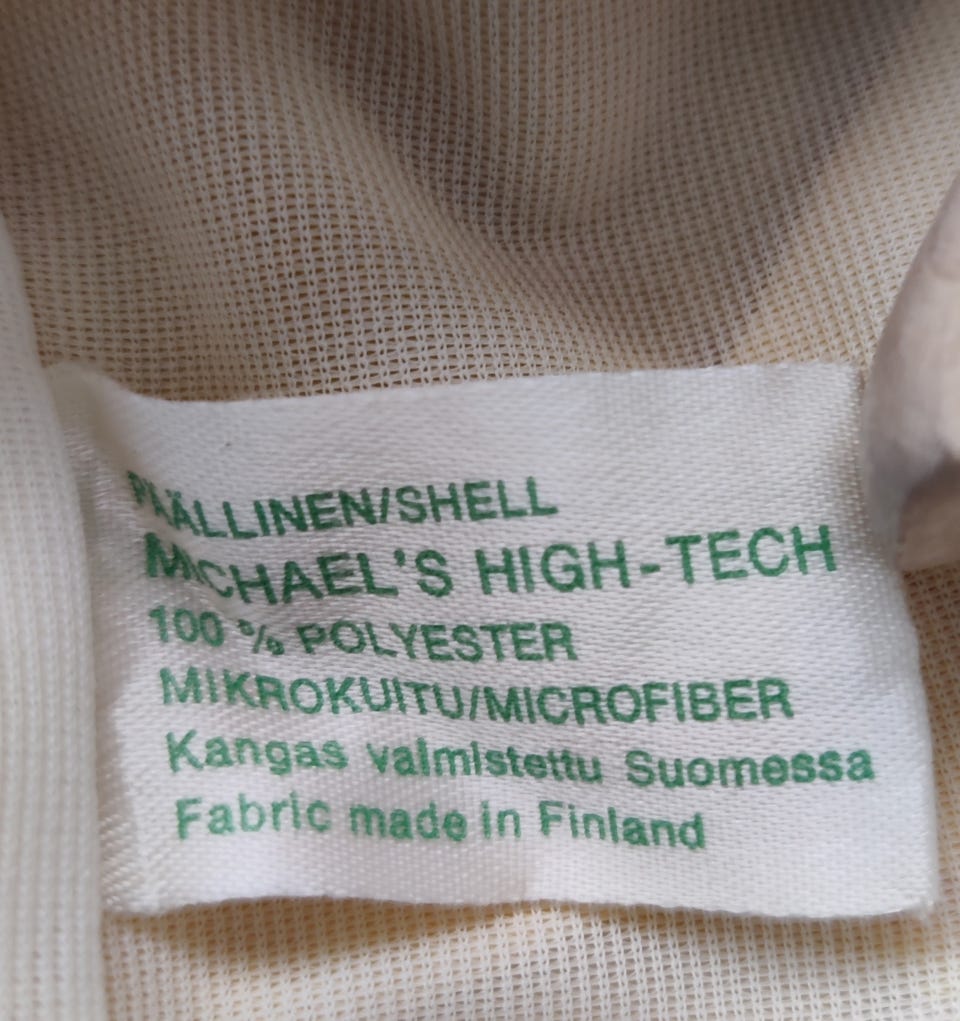 PÄÄLLINEN/SHELL
MICHAEL'S HIGH-TECH
100 % POLYESTER
MIKROKUITU/MICROFIBER
Kangas valmistettu Suomessa
Fabric made in Finland